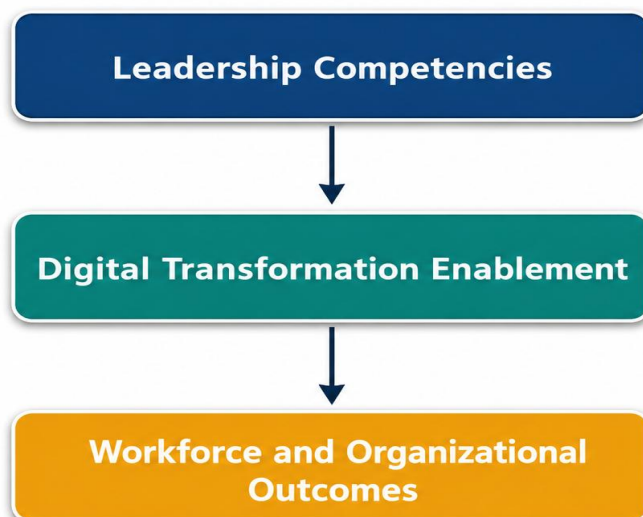 Leadership Competencies
Digital Transformation Enablement
Workforce and Organizational
Outcomes